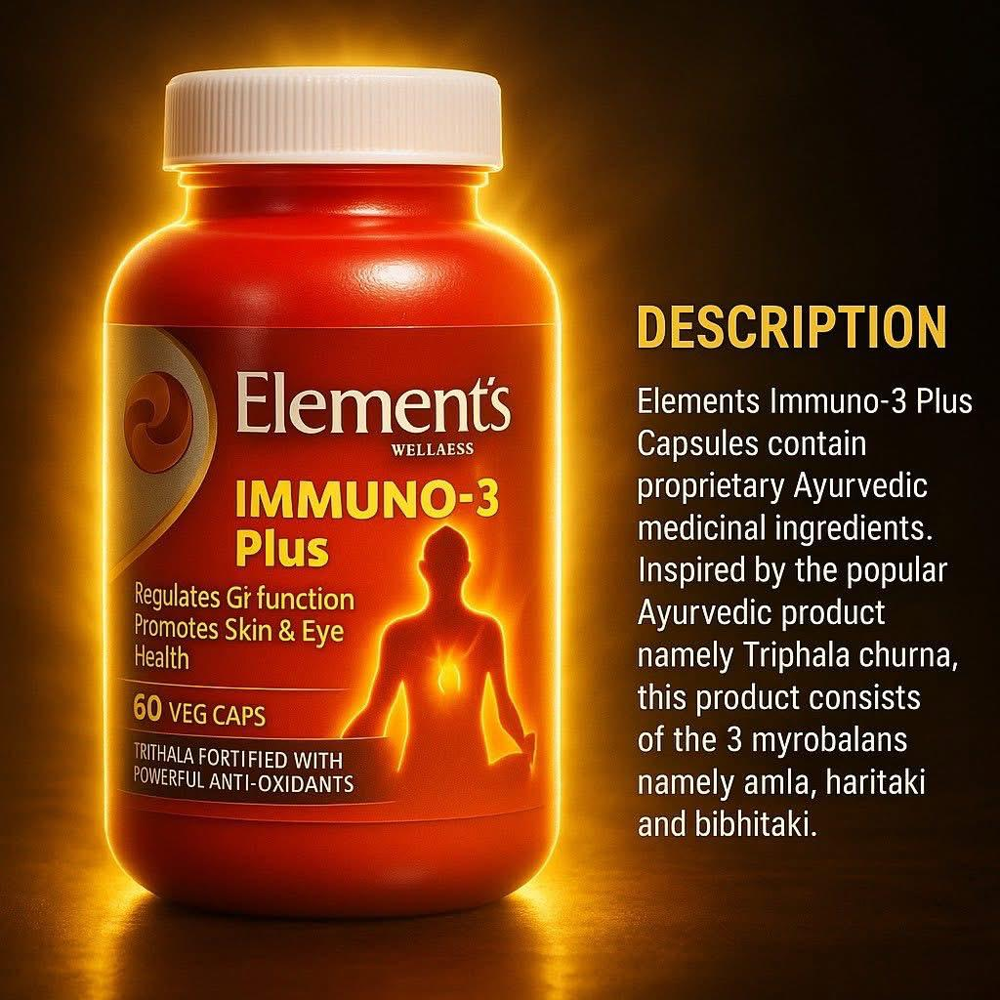 Element's
WELLAESS
IMMUNO-3
Plus
Regulates GI function
Promotes Skin & Eye
Health
60 VEG CAPS
TRITHALA FORTIFIED WITH
POWERFUL ANTI-OXIDANTS
DESCRIPTION
Elements Immuno-3 Plus
Capsules contain
proprietary Ayurvedic
medicinal ingredients.
Inspired by the popular
Ayurvedic product
namely Triphala churna,
this product consists
of the 3 myrobalans
namely amla, haritaki
and bibhitaki.